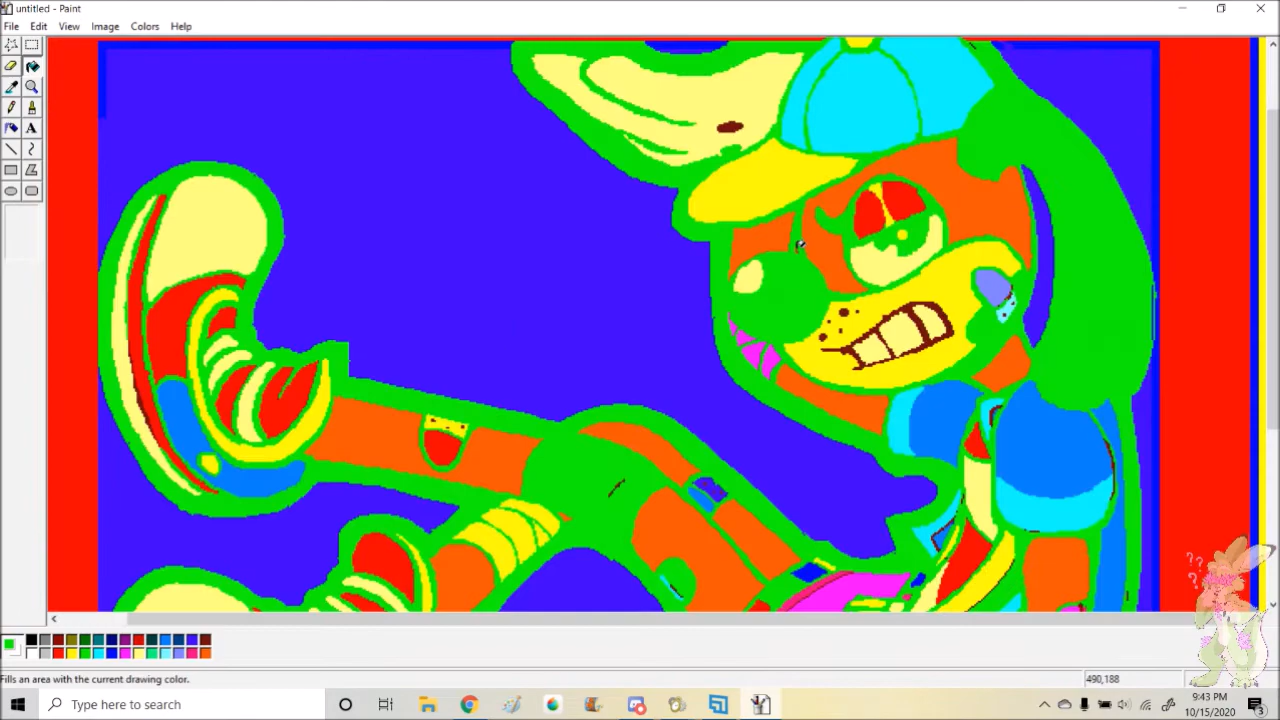 untitled - Paint
File Edit View Image Colors Help
A
Fills an area with the current drawing color.
490,188
Type here to search
9:43 PM
10/15/2020
3
??
??